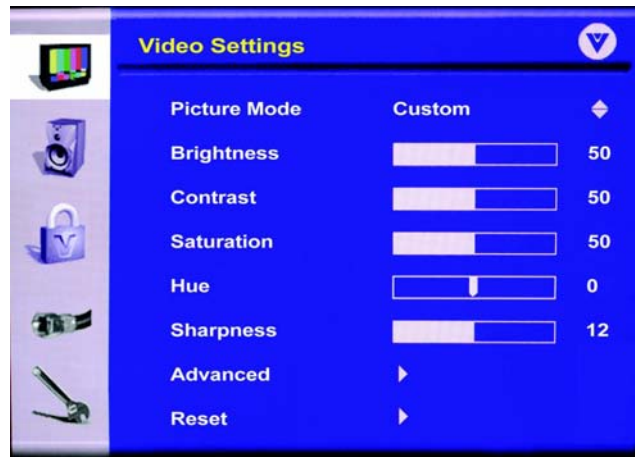 Video Settings
Picture Mode Custom
Brightness 50
Contrast 50
Saturation 50
Hue 0
Sharpness 12
Advanced
Reset